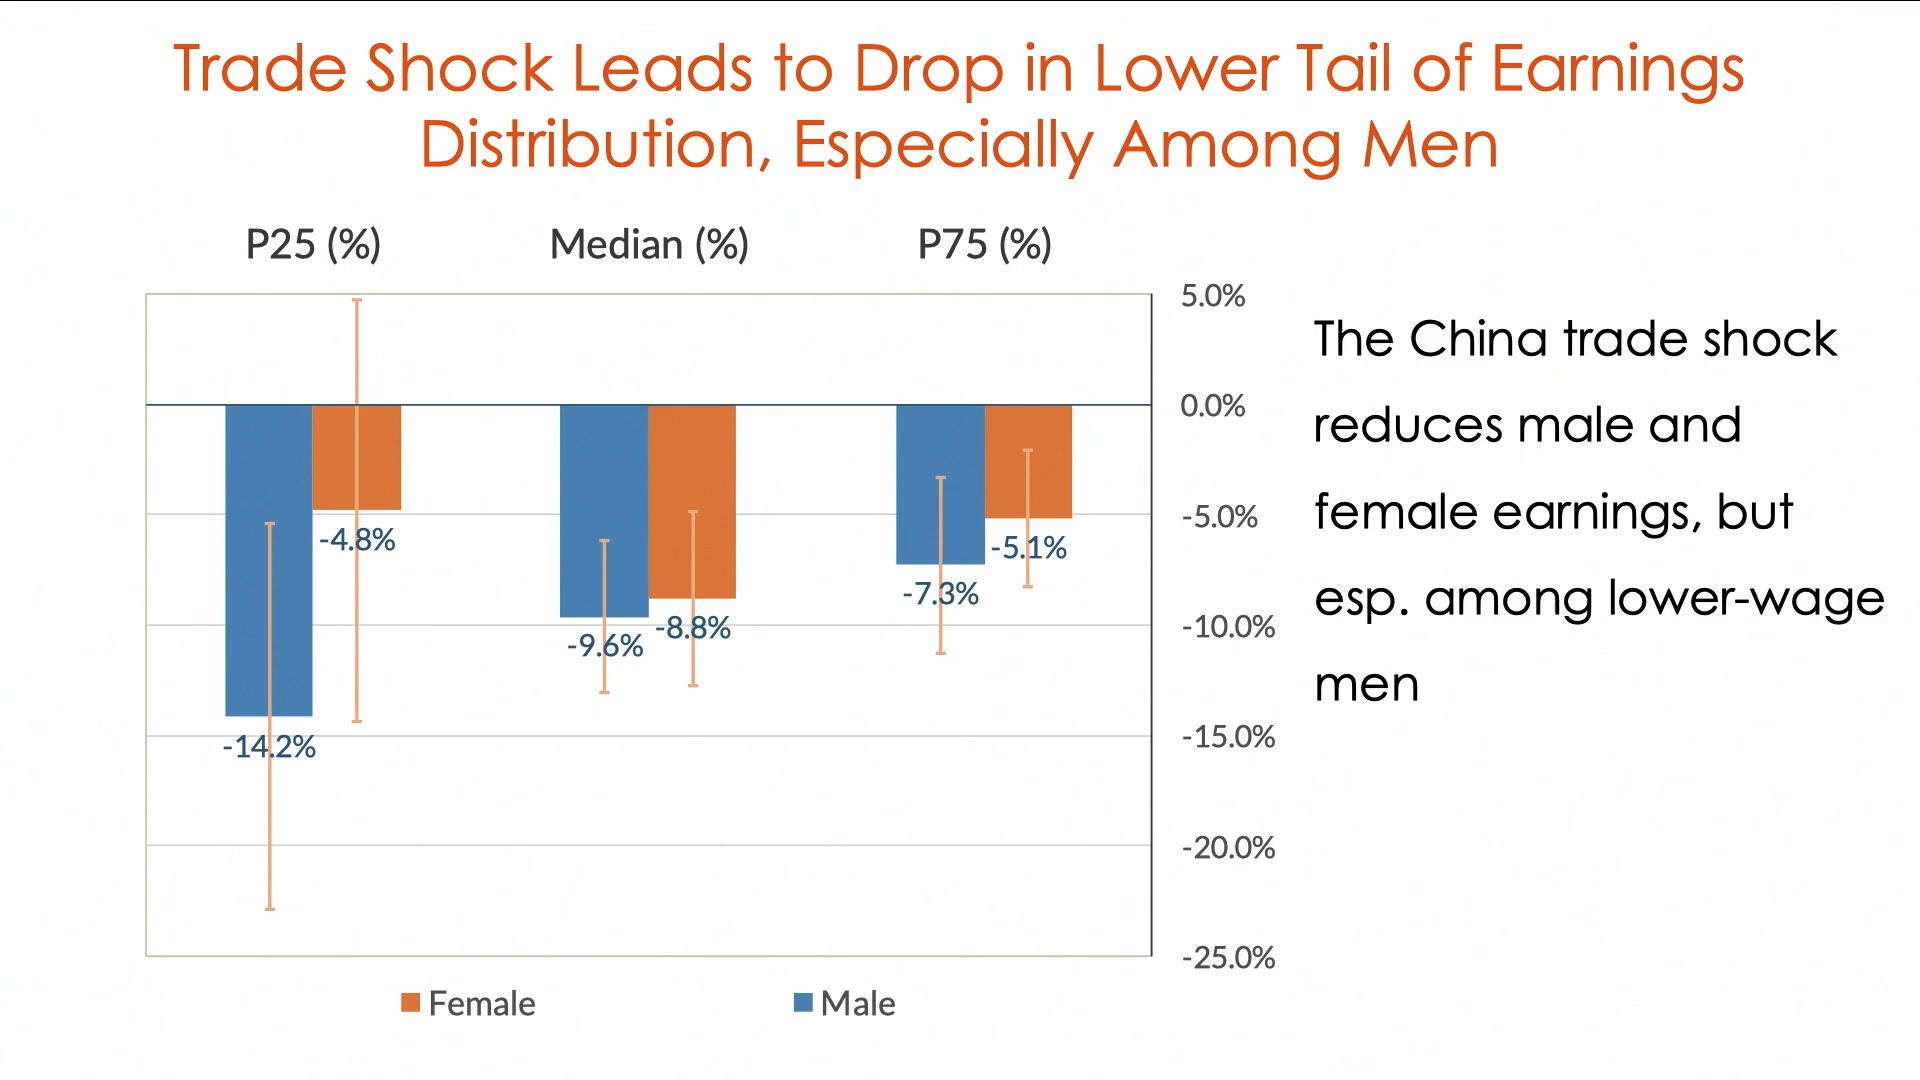 Trade Shock Leads to Drop in Lower Tail of Earnings
Distribution, Especially Among Men
P25 (%)
Median (%)
P75 (%)
5.0%
0.0%
-5.0%
-10.0%
-15.0%
-20.0%
-25.0%
-14.2%
-4.8%
-9.6%
-8.8%
-7.3%
-5.1%
Female
Male
The China trade shock
reduces male and
female earnings, but
esp. among lower-wage
men